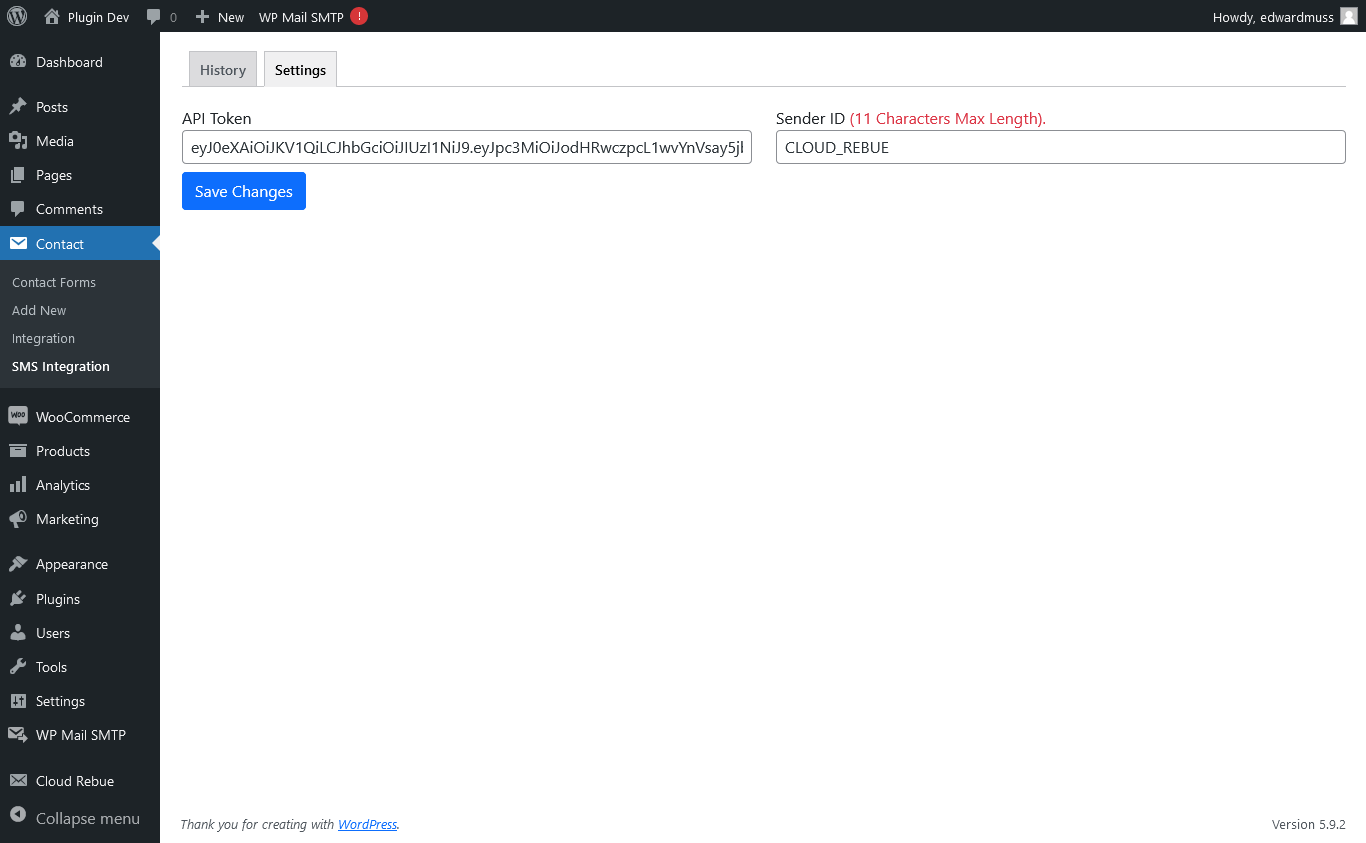 Plugin Dev
0
New
WP Mail SMTP
!
Howdy, edwardmuss
Dashboard
Posts
Media
Pages
Comments
Contact
Contact Forms
Add New
Integration
SMS Integration
WOO
WooCommerce
Products
Analytics
Marketing
Appearance
Plugins
Users
Tools
Settings
WP Mail SMTP
Cloud Rebue
Collapse menu
History
Settings
API Token
eyJ0eXAiOiJKV1QiLCJhbGciOiJIUzI1NiJ9.eyJpc3MiOiJodHRwczpcL1wvYnVsay5jl
Sender ID (11 Characters Max Length).
CLOUD_REBUE
Save Changes
Thank you for creating with WordPress.
Version 5.9.2